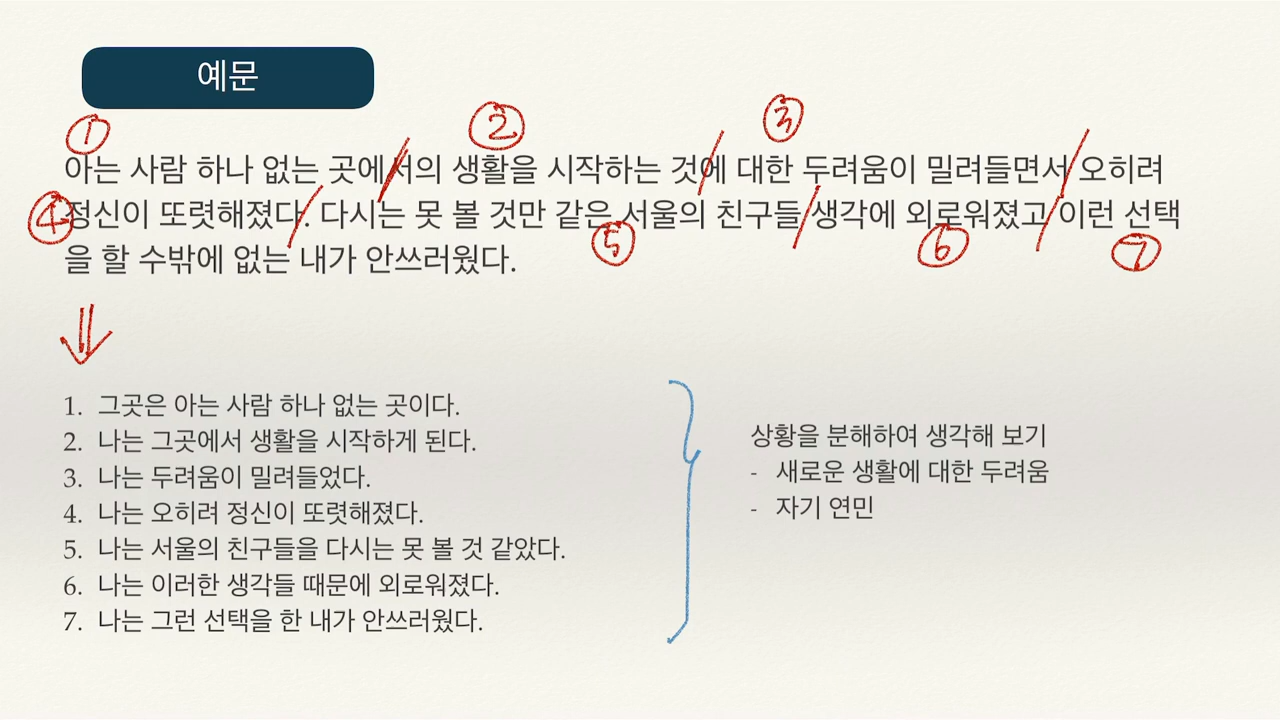 예문
① ② ③
아는 사람 하나 없는 곳에서의 생활을 시작하는 것에 대한 두려움이 밀려들면서 오히려
④ 정신이 또렷해졌다. 다시는 못 볼 것만 같은 서울의 친구들 생각에 외로워졌고 이런 선택
⑤ ⑥ ⑦
을 할 수밖에 없는 내가 안쓰러웠다.
1. 그곳은 아는 사람 하나 없는 곳이다.
2. 나는 그곳에서 생활을 시작하게 된다.
3. 나는 두려움이 밀려들었다.
4. 나는 오히려 정신이 또렷해졌다.
5. 나는 서울의 친구들을 다시는 못 볼 것 같았다.
6. 나는 이러한 생각들 때문에 외로워졌다.
7. 나는 그런 선택을 한 내가 안쓰러웠다.
상황을 분해하여 생각해 보기
- 새로운 생활에 대한 두려움
- 자기 연민